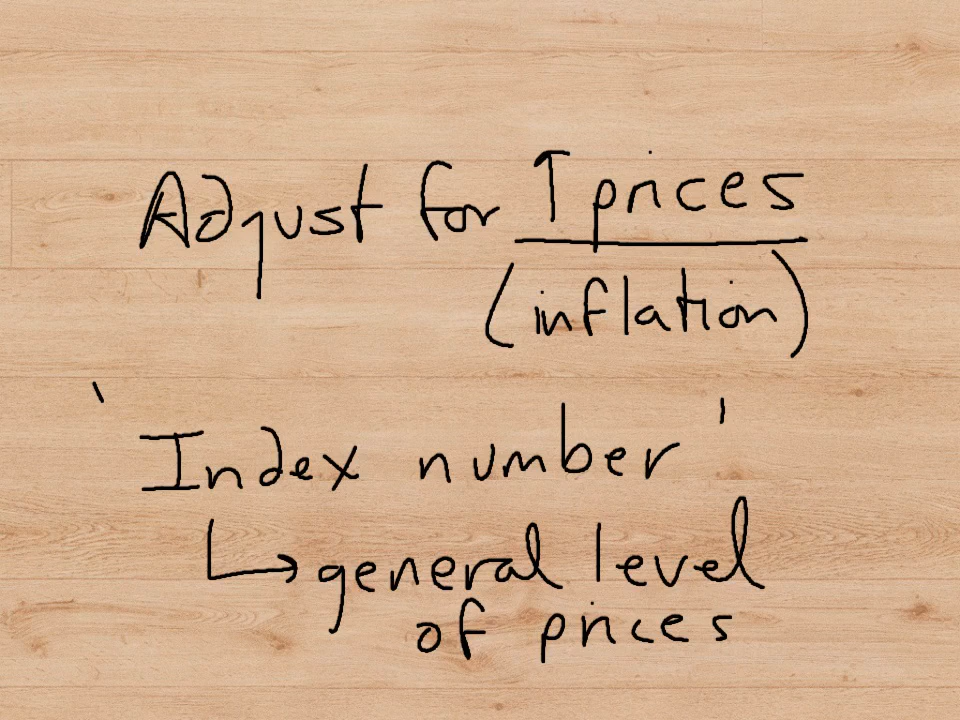 Adjust for ↑ prices
(inflation)
'Index number'
↳ general level
of prices